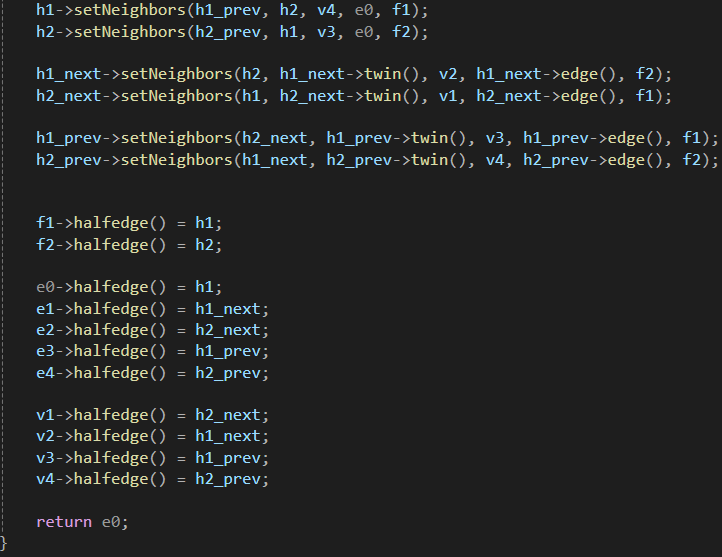 h1->setNeighbors(h1_prev, h2, v4, e0, f1);
h2->setNeighbors(h2_prev, h1, v3, e0, f2);
h1_next->setNeighbors(h2, h1_next->twin(), v2, h1_next->edge(), f2);
h2_next->setNeighbors(h1, h2_next->twin(), v1, h2_next->edge(), f1);
h1_prev->setNeighbors(h2_next, h1_prev->twin(), v3, h1_prev->edge(), f1);
h2_prev->setNeighbors(h1_next, h2_prev->twin(), v4, h2_prev->edge(), f2);
f1->halfedge() = h1;
f2->halfedge() = h2;
e0->halfedge() = h1;
e1->halfedge() = h1_next;
e2->halfedge() = h2_next;
e3->halfedge() = h1_prev;
e4->halfedge() = h2_prev;
v1->halfedge() = h2_next;
v2->halfedge() = h1_next;
v3->halfedge() = h1_prev;
v4->halfedge() = h2_prev;
return e0;
}